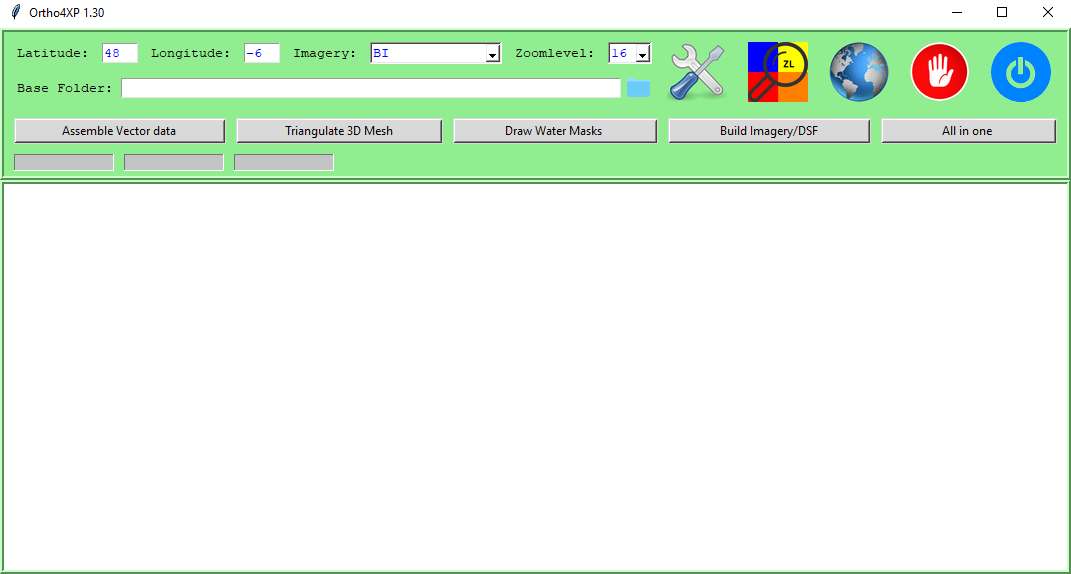 Ortho4XP 1.30
Latitude: 48 Longitude: -6 Imagery: BI Zoomlevel: 16
ZL
Base Folder:
Assemble Vector data Triangulate 3D Mesh Draw Water Masks Build Imagery/DSF All in one